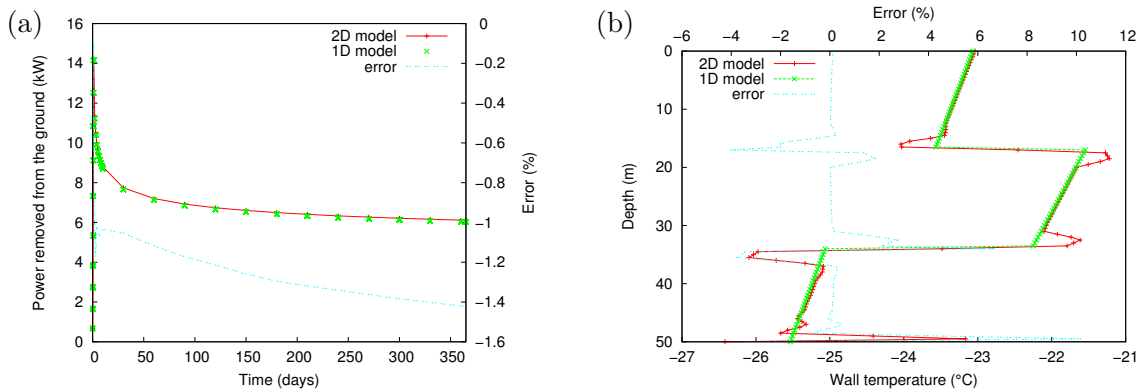 (a)
Power removed from the ground (kW)
16
14
12
10
8
6
4
2
0
0 50 100 150 200 250 300 350
Time (days)
0
-0.2
-0.4
-0.6
-0.8
-1
-1.2
-1.4
-1.6
Error (%)
2D model
1D model
error
(b)
Error (%)
-6 -4 -2 0 2 4 6 8 10 12
2D model
1D model
error
Depth (m)
0
10
20
30
40
50
-27 -26 -25 -24 -23 -22 -21
Wall temperature (°C)